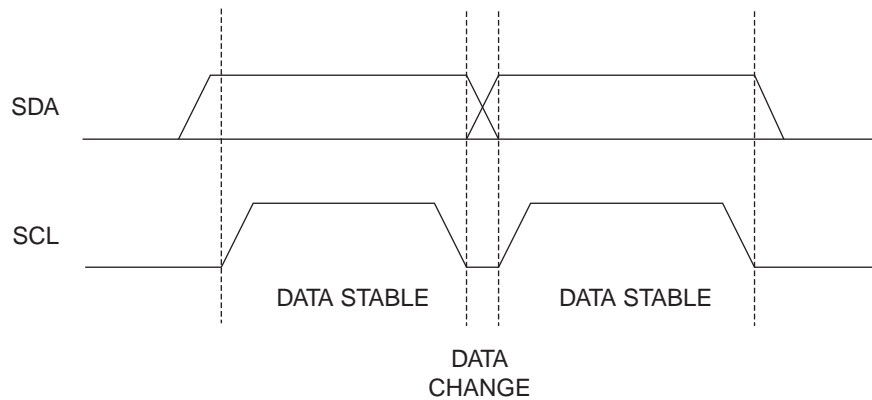 SDA
SCL
DATA STABLE
DATA STABLE
DATA
CHANGE